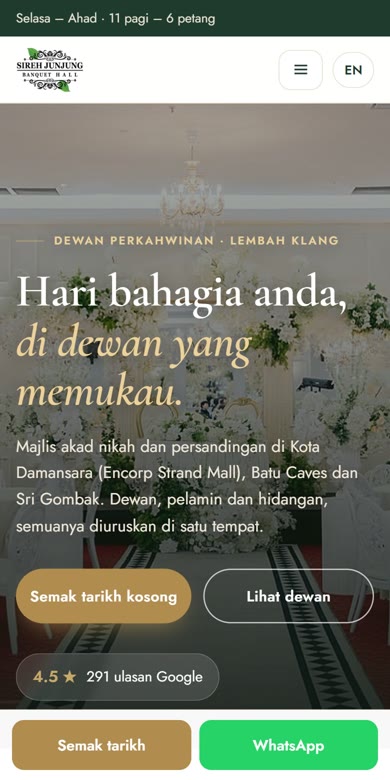 Selasa – Ahad · 11 pagi – 6 petang
SIREH JUNJUNG
BANQUET HALL
EN
DEWAN PERKAHWINAN · LEMBAH KLANG
Hari bahagia anda,
di dewan yang
memukau.
Majlis akad nikah dan persandingan di Kota
Damansara (Encorp Strand Mall), Batu Caves dan
Sri Gombak. Dewan, pelamin dan hidangan,
semuanya diuruskan di satu tempat.
Semak tarikh kosong
Lihat dewan
4.5 ★ 291 ulasan Google
Semak tarikh
WhatsApp